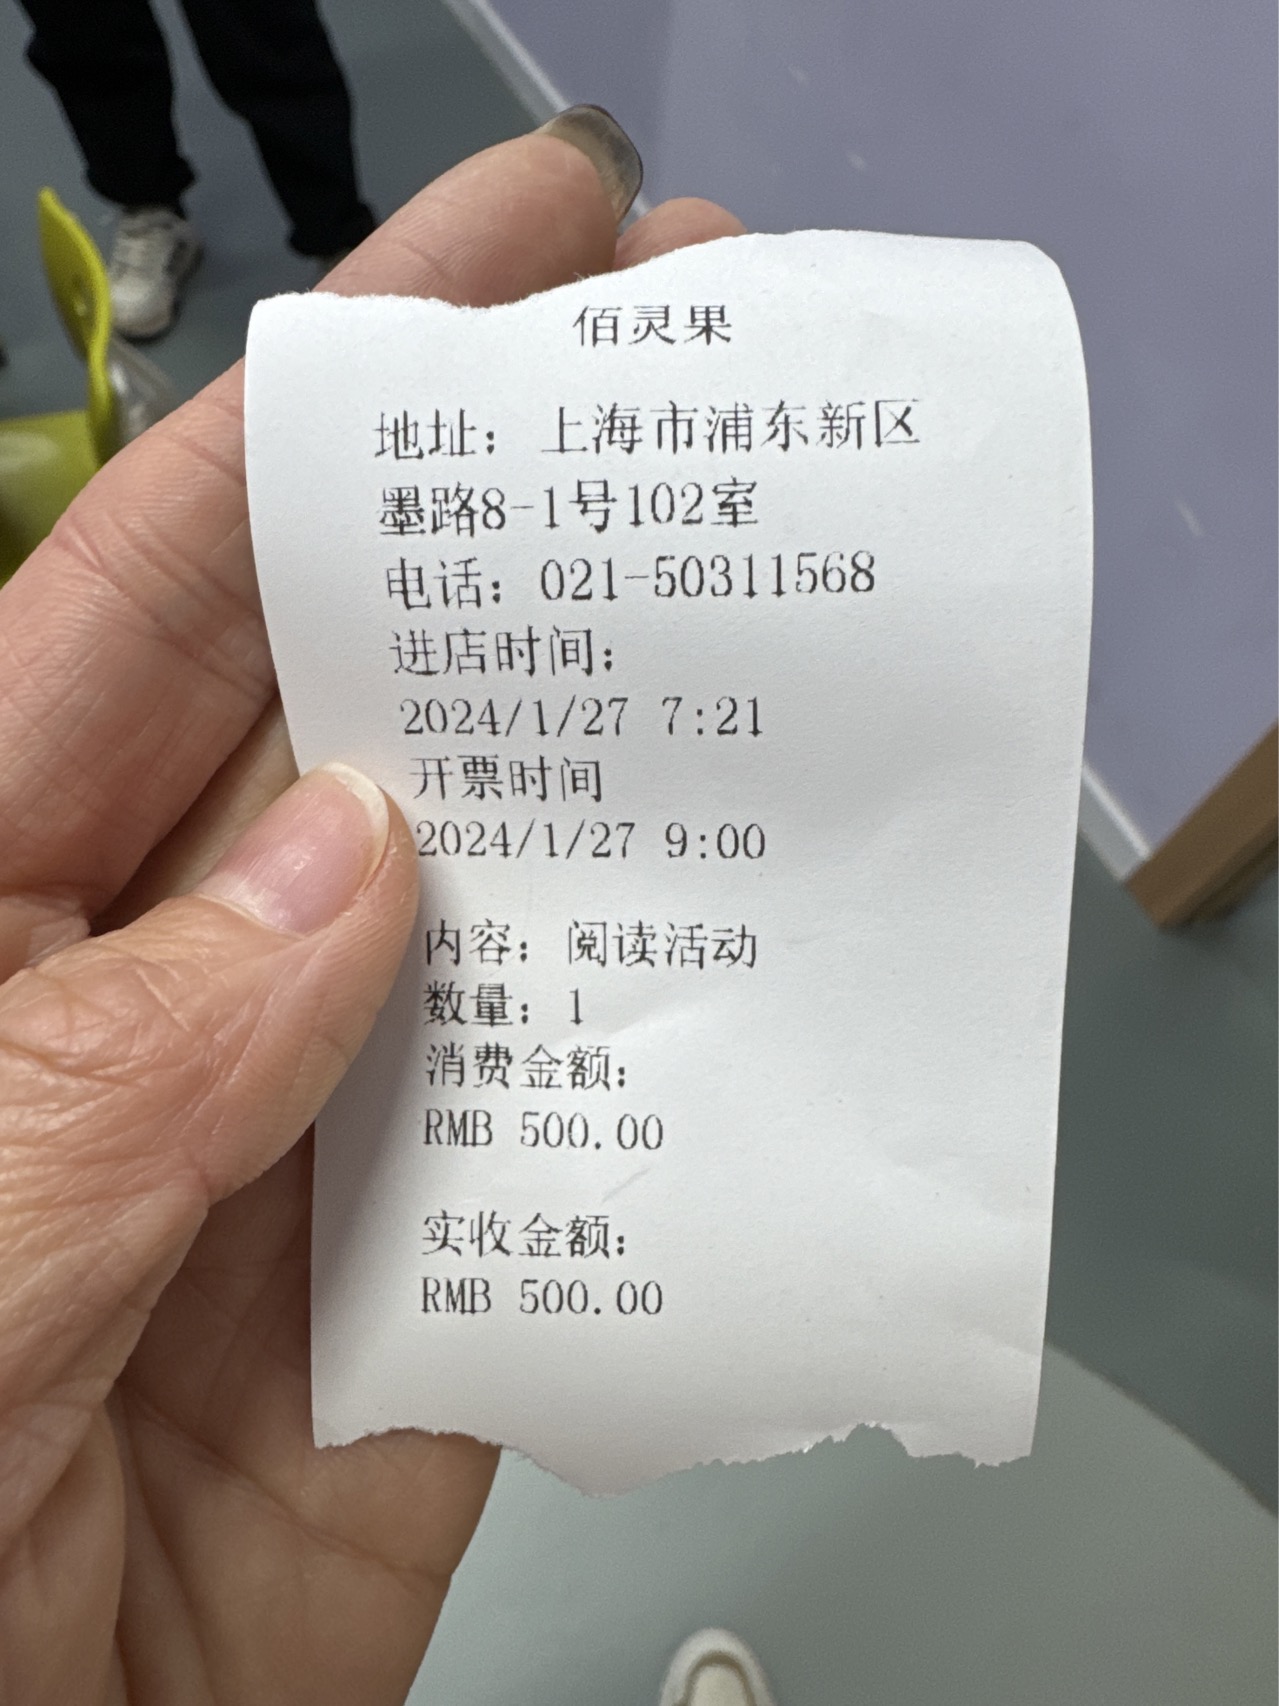 佰灵果
地址：上海市浦东新区
墨路8-1号102室
电话：021-50311568
进店时间：
2024/1/27 7:21
开票时间
2024/1/27 9:00
内容：阅读活动
数量：1
消费金额：
RMB 500.00
实收金额：
RMB 500.00